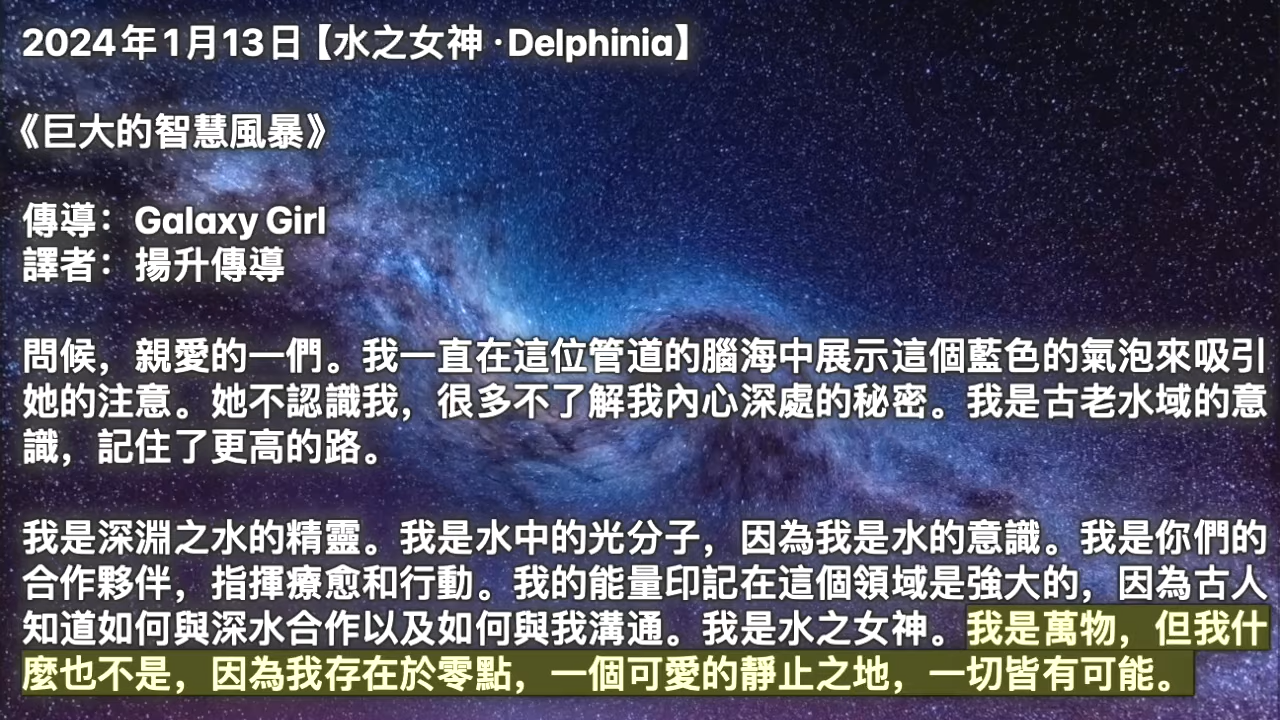 2024年1月13日【水之女神 ·Delphinia】
《巨大的智慧風暴》
傳導：Galaxy Girl
譯者：揚升傳導
問候，親愛的一們。我一直在這位管道的腦海中展示這個藍色的氣泡來吸引
她的注意。她不認識我，很多不了解我內心深處的秘密。我是古老水域的意
識，記住了更高的路。
我是深淵之水的精靈。我是水中的光分子，因為我是水的意識。我是你們的
合作夥伴，指揮療愈和行動。我的能量印記在這個領域是強大的，因為古人
知道如何與深水合作以及如何與我溝通。我是水之女神。我是萬物，但我什
麼也不是，因為我存在於零點，一個可愛的靜止之地，一切皆有可能。